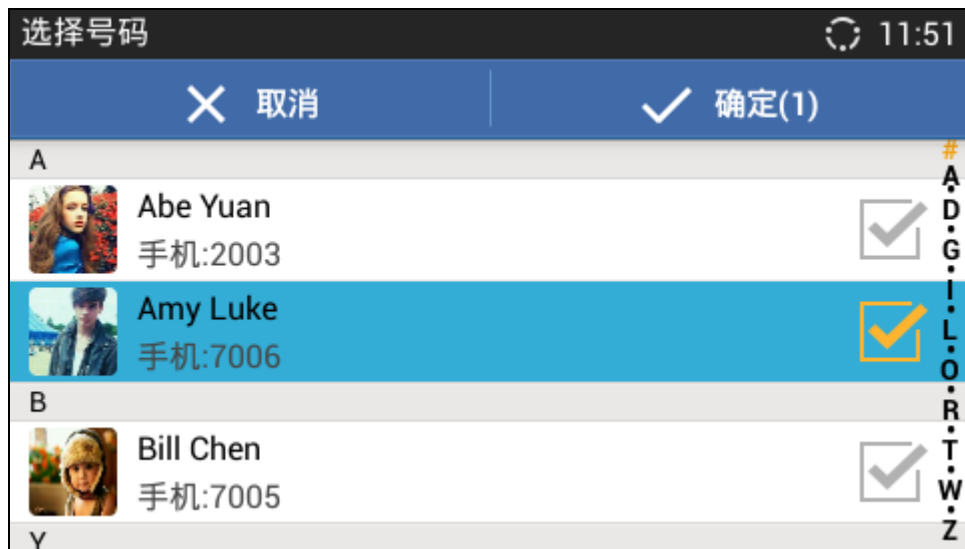 选择号码 11:51
取消 确定(1)
A
Abe Yuan
手机:2003
Amy Luke
手机:7006
B
Bill Chen
手机:7005
Y
#
A
D
G
I
L
O
R
T
W
Z